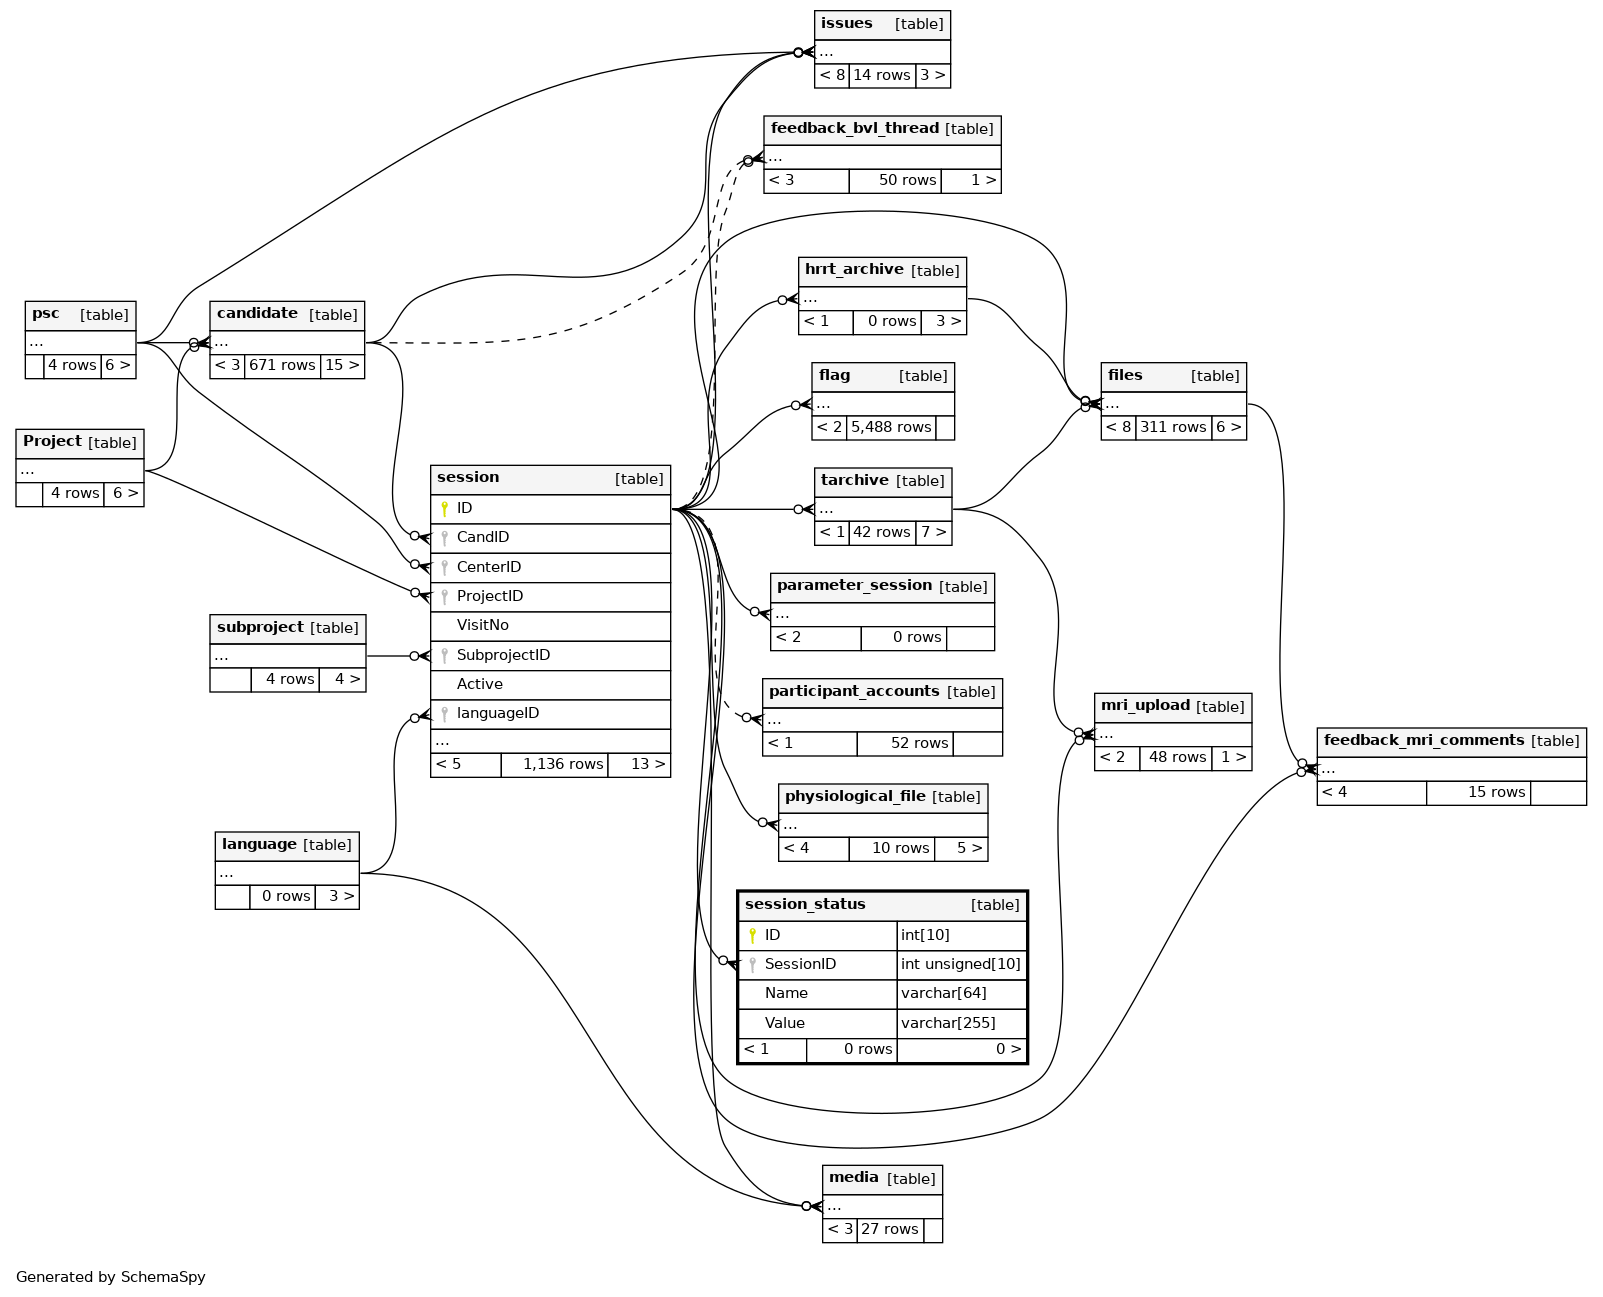 issues [table]
...
< 8 14 rows 3 >
feedback_bvl_thread [table]
...
< 3 50 rows 1 >
hrrt_archive [table]
...
< 1 0 rows 3 >
psc [table]
...
4 rows 6 >
candidate [table]
...
< 3 671 rows 15 >
flag [table]
...
< 2 5,488 rows
files [table]
...
< 8 311 rows 6 >
Project [table]
...
4 rows 6 >
session [table]
ID
CandID
CenterID
ProjectID
VisitNo
SubprojectID
Active
languageID
...
< 5 1,136 rows 13 >
tarchive [table]
...
< 1 42 rows 7 >
parameter_session [table]
...
< 2 0 rows
subproject [table]
...
4 rows 4 >
participant_accounts [table]
...
< 1 52 rows
mri_upload [table]
...
< 2 48 rows 1 >
feedback_mri_comments [table]
...
< 4 15 rows
physiological_file [table]
...
< 4 10 rows 5 >
language [table]
...
0 rows 3 >
session_status [table]
ID int[10]
SessionID int unsigned[10]
Name varchar[64]
Value varchar[255]
< 1 0 rows 0 >
media [table]
...
< 3 27 rows
Generated by SchemaSpy